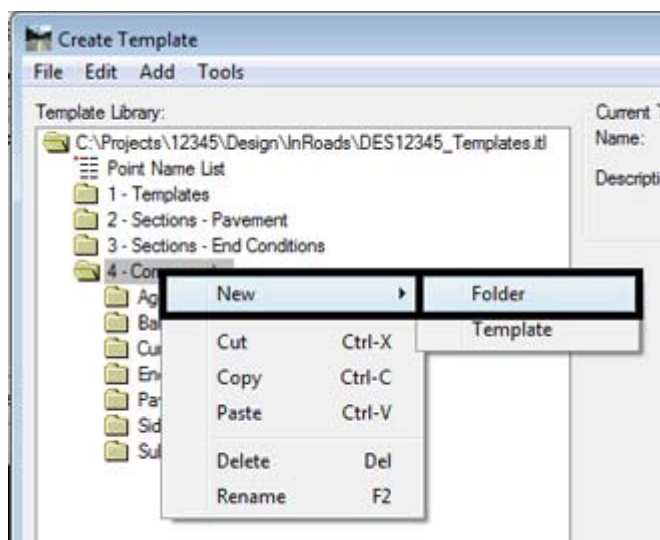 Create Template
File Edit Add Tools
Template Library:
Current
Name:
C:\Projects\12345\Design\InRoads\DES12345_Templates.itl
Point Name List
1 - Templates
2 - Sections - Pavement
3 - Sections - End Conditions
4 -
New
Folder
Template
Cut Ctrl-X
Copy Ctrl-C
Paste Ctrl-V
Delete Del
Rename F2